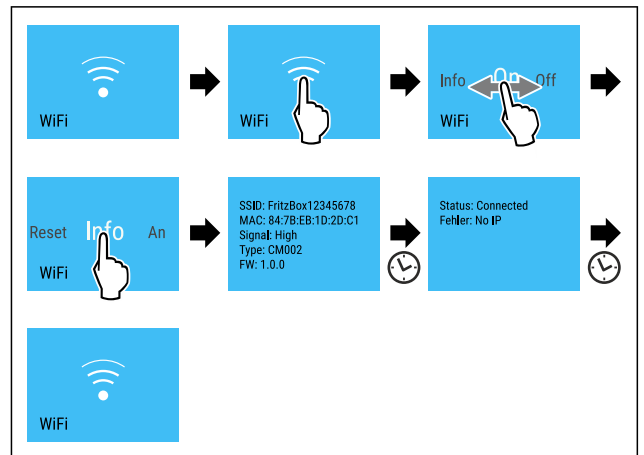 WiFi
WiFi
Info On Off
WiFi
Reset Info An
WiFi
SSID: FritzBox12345678
MAC: 84:7B:EB:1D:2D:C1
Signal: High
Type: CM002
FW: 1.0.0
Status: Connected
Fehler: No IP
WiFi